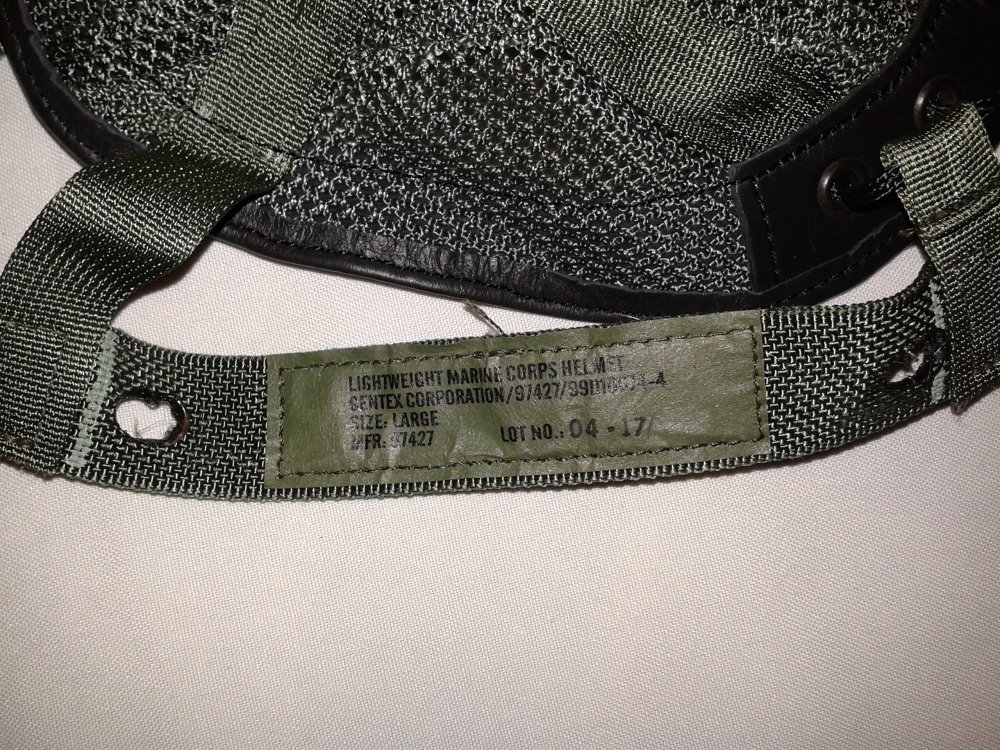 LIGHTWEIGHT MARINE CORPS HELMET
GENTEX CORPORATION/97427/
SIZE: LARGE
MFR: 97427 LOT NO.: 04 - 17